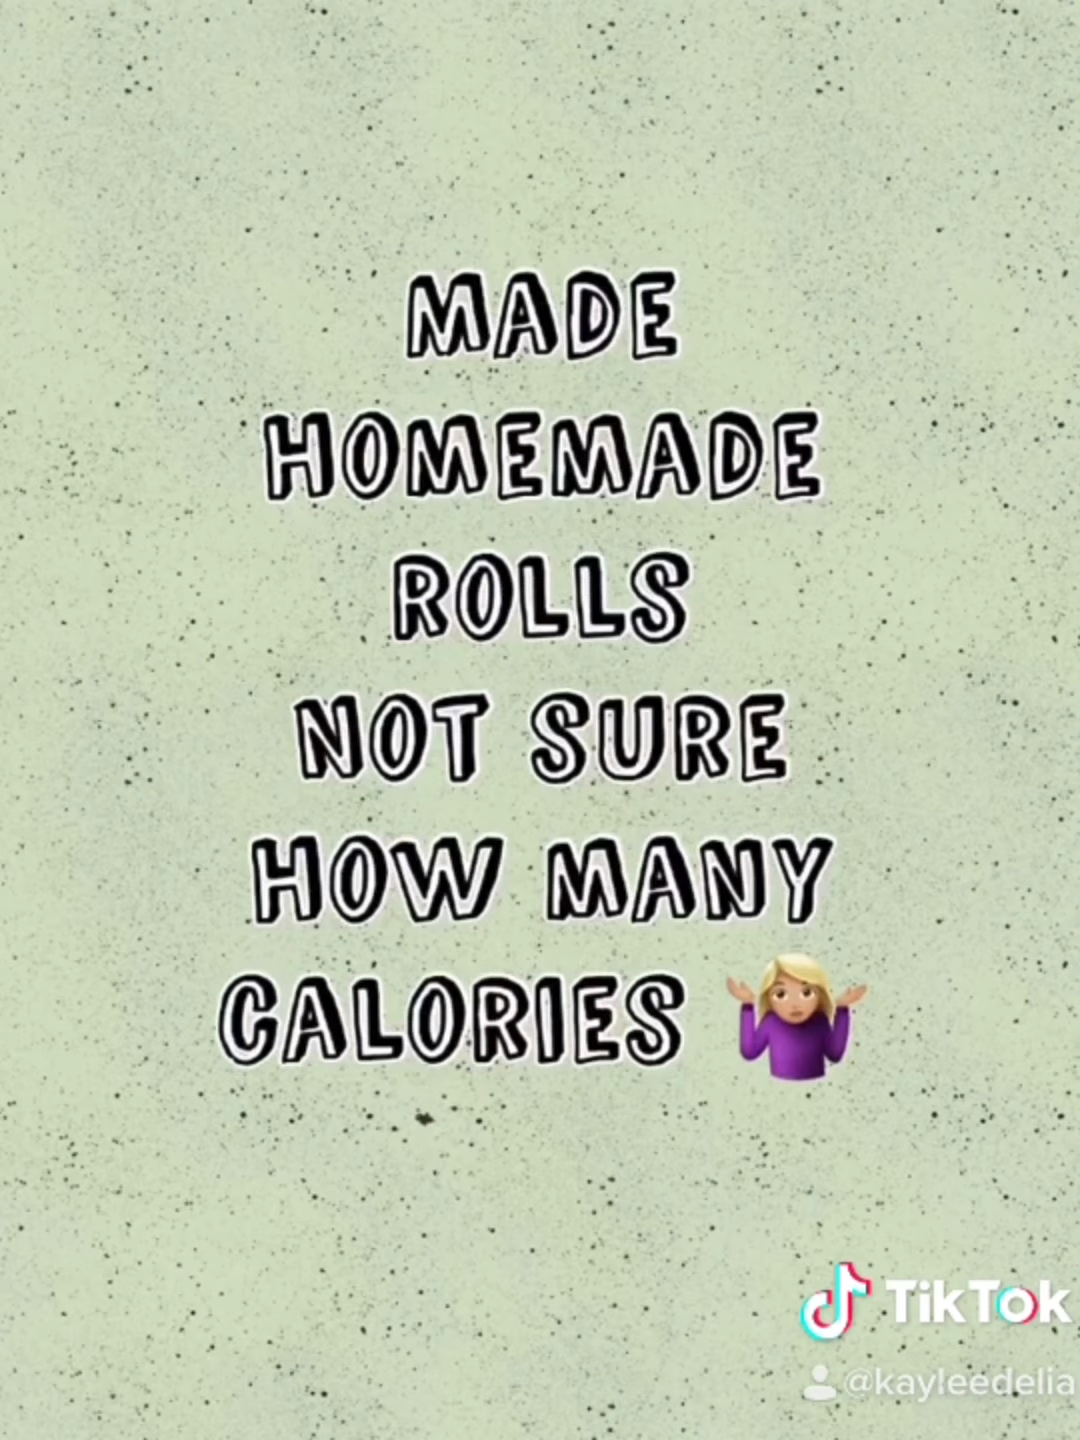 MADE
HOMEMADE
ROLLS
NOT SURE
HOW MANY
CALORIES 🤷🏼‍♀️
TikTok
@kayleedelia